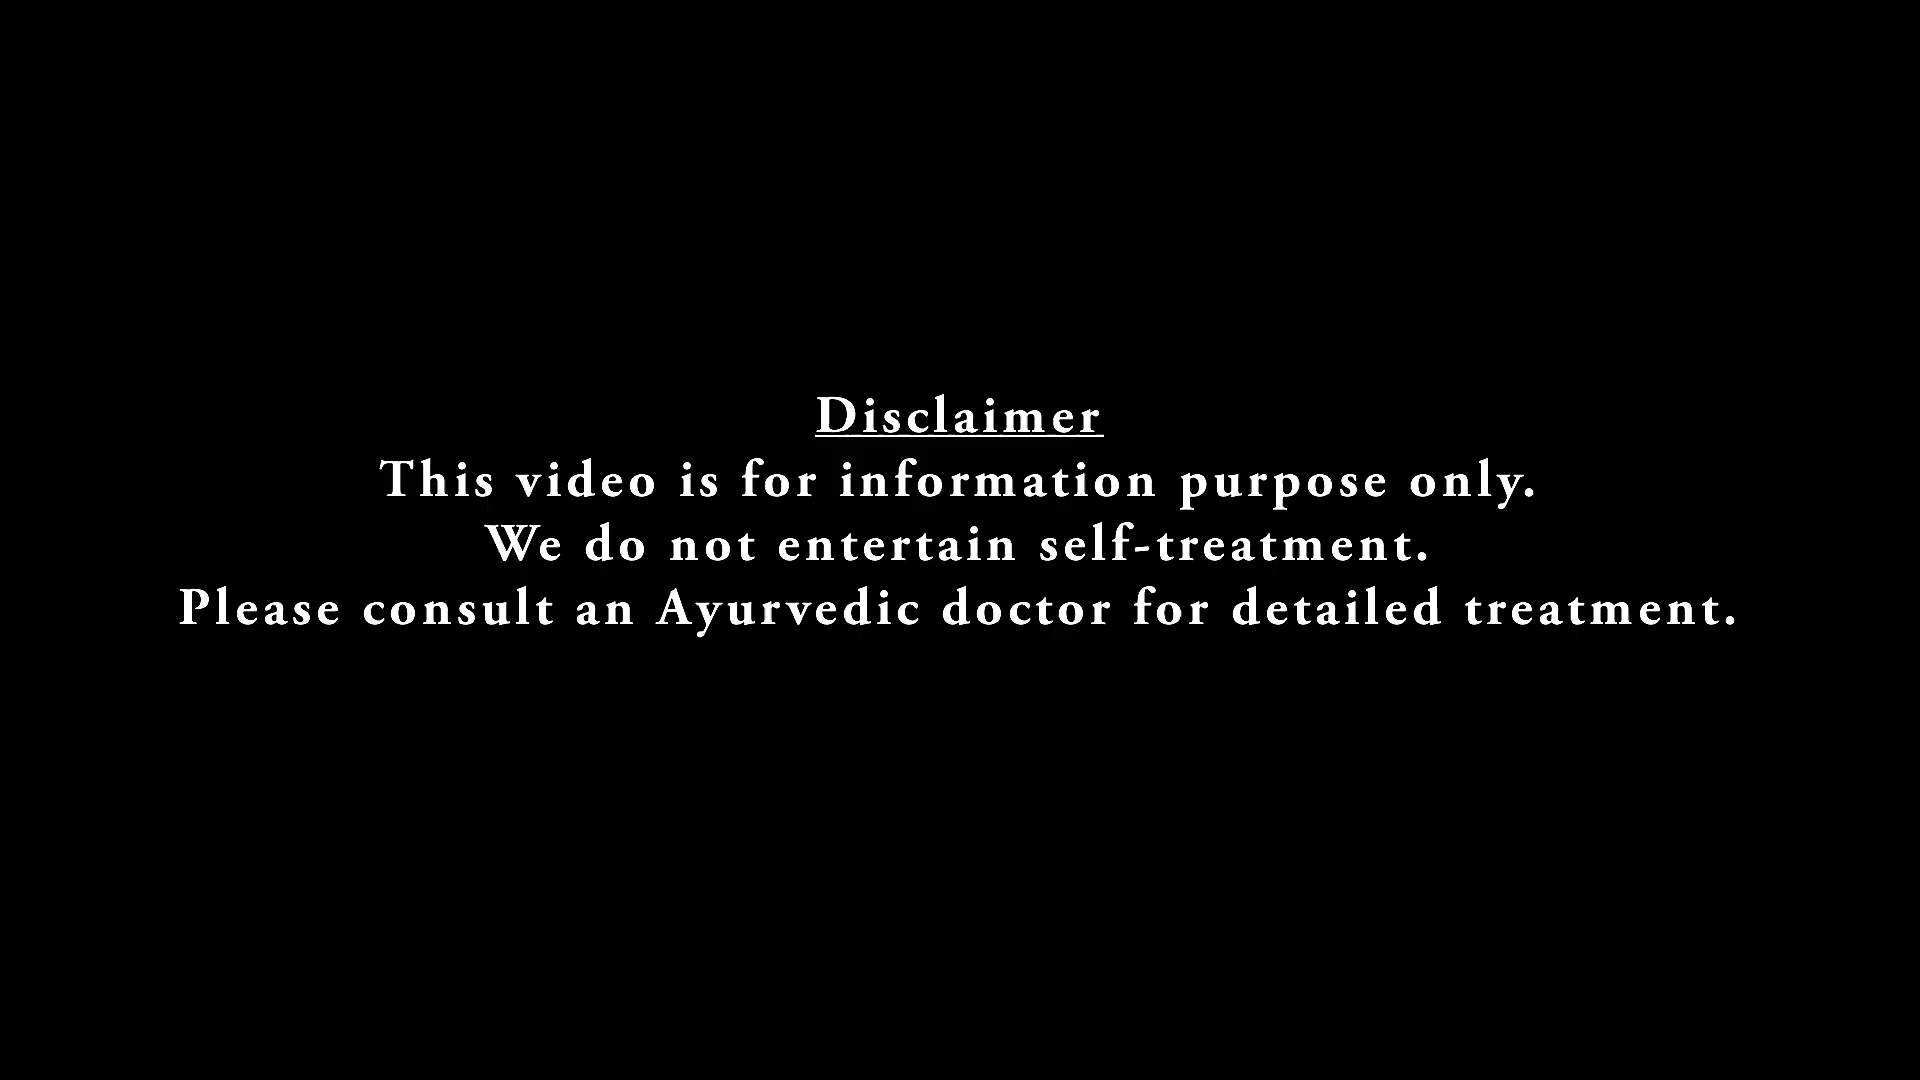 Disclaimer
This video is for information purpose only.
We do not entertain self-treatment.
Please consult an Ayurvedic doctor for detailed treatment.